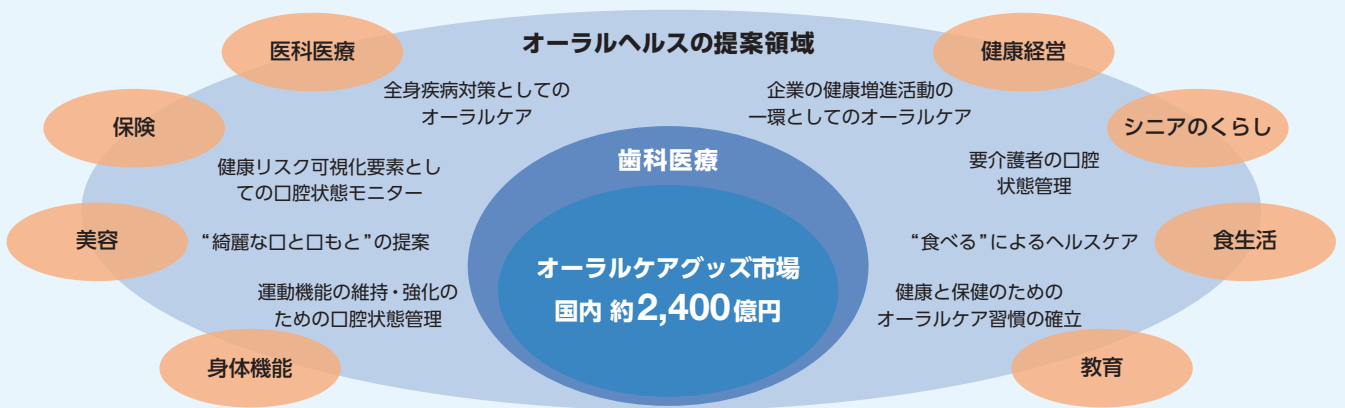 オーラルヘルスの提案領域
医科医療
全身疾病対策としての
オーラルケア
保険
健康リスク可視化要素とし
ての口腔状態モニター
美容
“綺麗な口と口もと”の提案
運動機能の維持・強化の
ための口腔状態管理
身体機能
歯科医療
オーラルケアグッズ市場
国内 約2,400億円
健康経営
企業の健康増進活動の
一環としてのオーラルケア
シニアのくらし
要介護者の口腔
状態管理
食生活
“食べる”によるヘルスケア
健康と保健のための
オーラルケア習慣の確立
教育